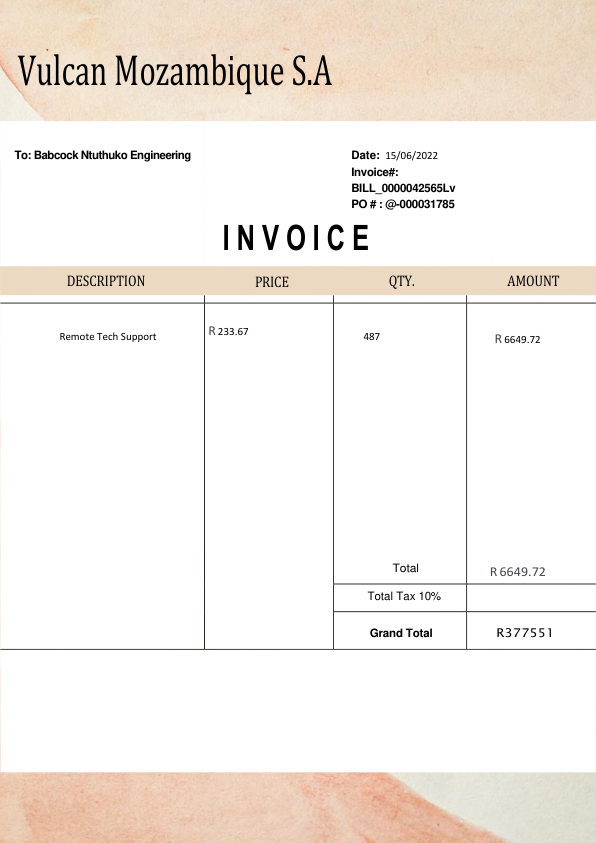 Vulcan Mozambique S.A
To: Babcock Ntuthuko Engineering
Date: 15/06/2022
Invoice#:
BILL_0000042565Lv
PO # : @-000031785
INVOICE
DESCRIPTION PRICE QTY. AMOUNT
Remote Tech Support R 233.67 487 R 6649.72
Total R 6649.72
Total Tax 10%
Grand Total R377551